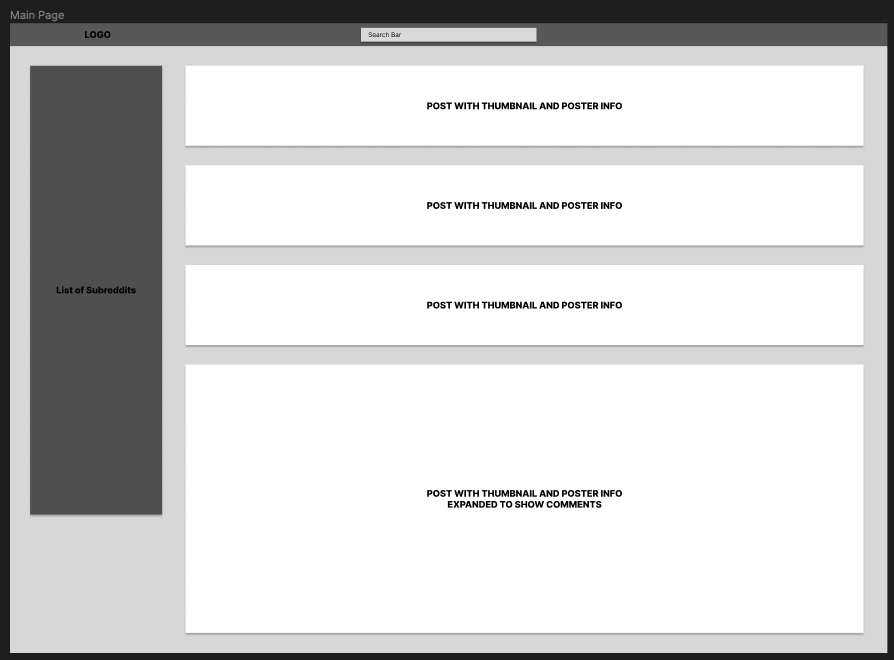 Main Page
LOGO
Search Bar
POST WITH THUMBNAIL AND POSTER INFO
POST WITH THUMBNAIL AND POSTER INFO
List of Subreddits
POST WITH THUMBNAIL AND POSTER INFO
POST WITH THUMBNAIL AND POSTER INFO
EXPANDED TO SHOW COMMENTS